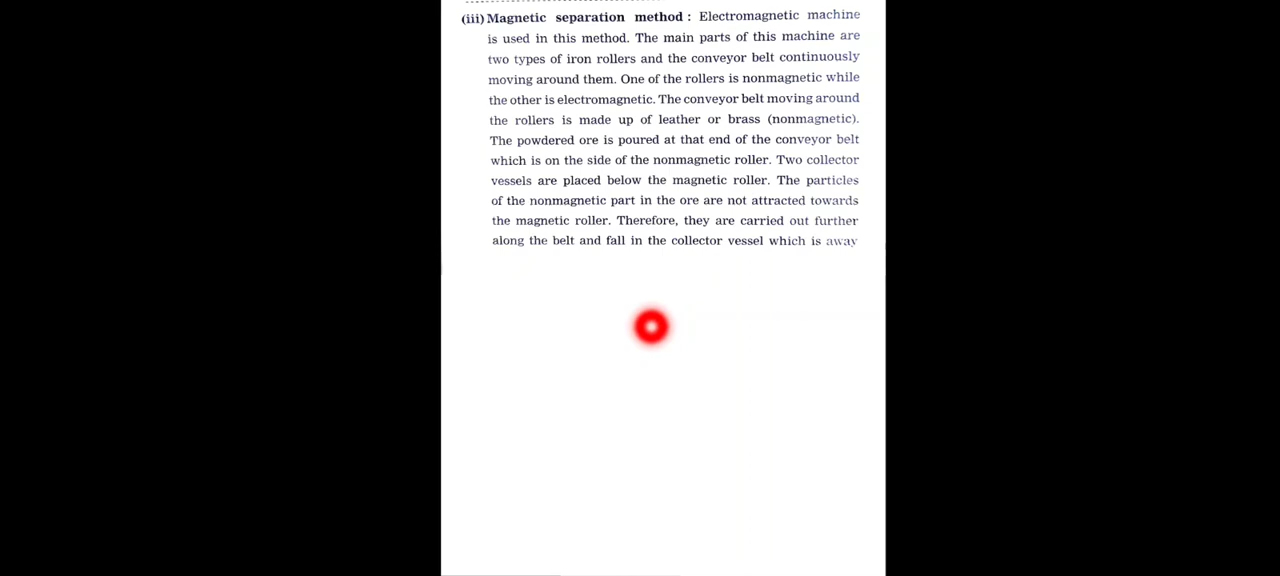 (iii) Magnetic separation method : Electromagnetic machine
is used in this method. The main parts of this machine are
two types of iron rollers and the conveyor belt continuously
moving around them. One of the rollers is nonmagnetic while
the other is electromagnetic. The conveyor belt moving around
the rollers is made up of leather or brass (nonmagnetic).
The powdered ore is poured at that end of the conveyor belt
which is on the side of the nonmagnetic roller. Two collector
vessels are placed below the magnetic roller. The particles
of the nonmagnetic part in the ore are not attracted towards
the magnetic roller. Therefore, they are carried out further
along the belt and fall in the collector vessel which is away